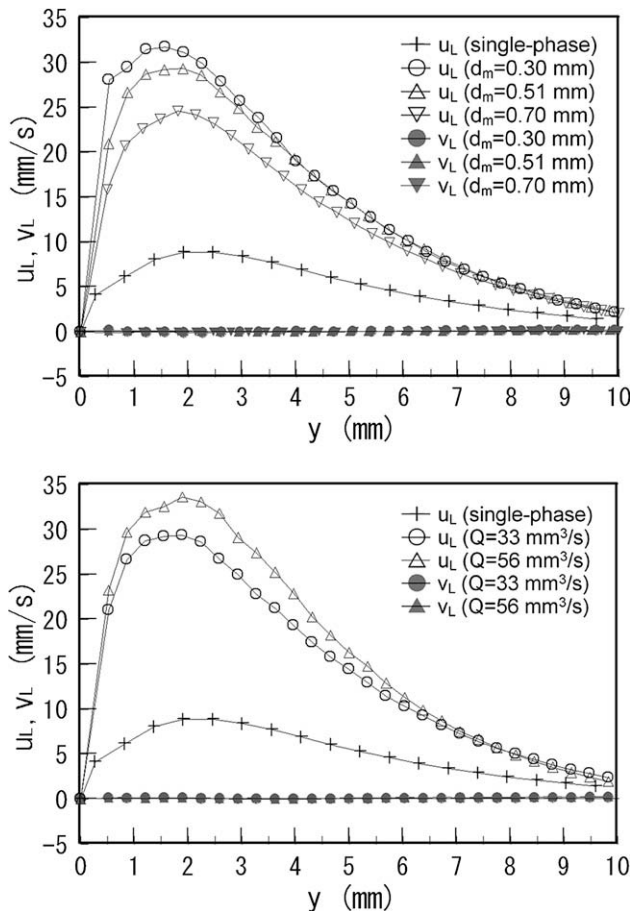 35
30
25
20
15
10
5
0
-5
uL, vL (mm/s)
uL (single-phase)
uL (dm=0.30 mm)
uL (dm=0.51 mm)
uL (dm=0.70 mm)
vL (dm=0.30 mm)
vL (dm=0.51 mm)
vL (dm=0.70 mm)
0 1 2 3 4 5 6 7 8 9 10
y (mm)
35
30
25
20
15
10
5
0
-5
uL, vL (mm/s)
uL (single-phase)
uL (Q=33 mm³/s)
uL (Q=56 mm³/s)
vL (Q=33 mm³/s)
vL (Q=56 mm³/s)
0 1 2 3 4 5 6 7 8 9 10
y (mm)